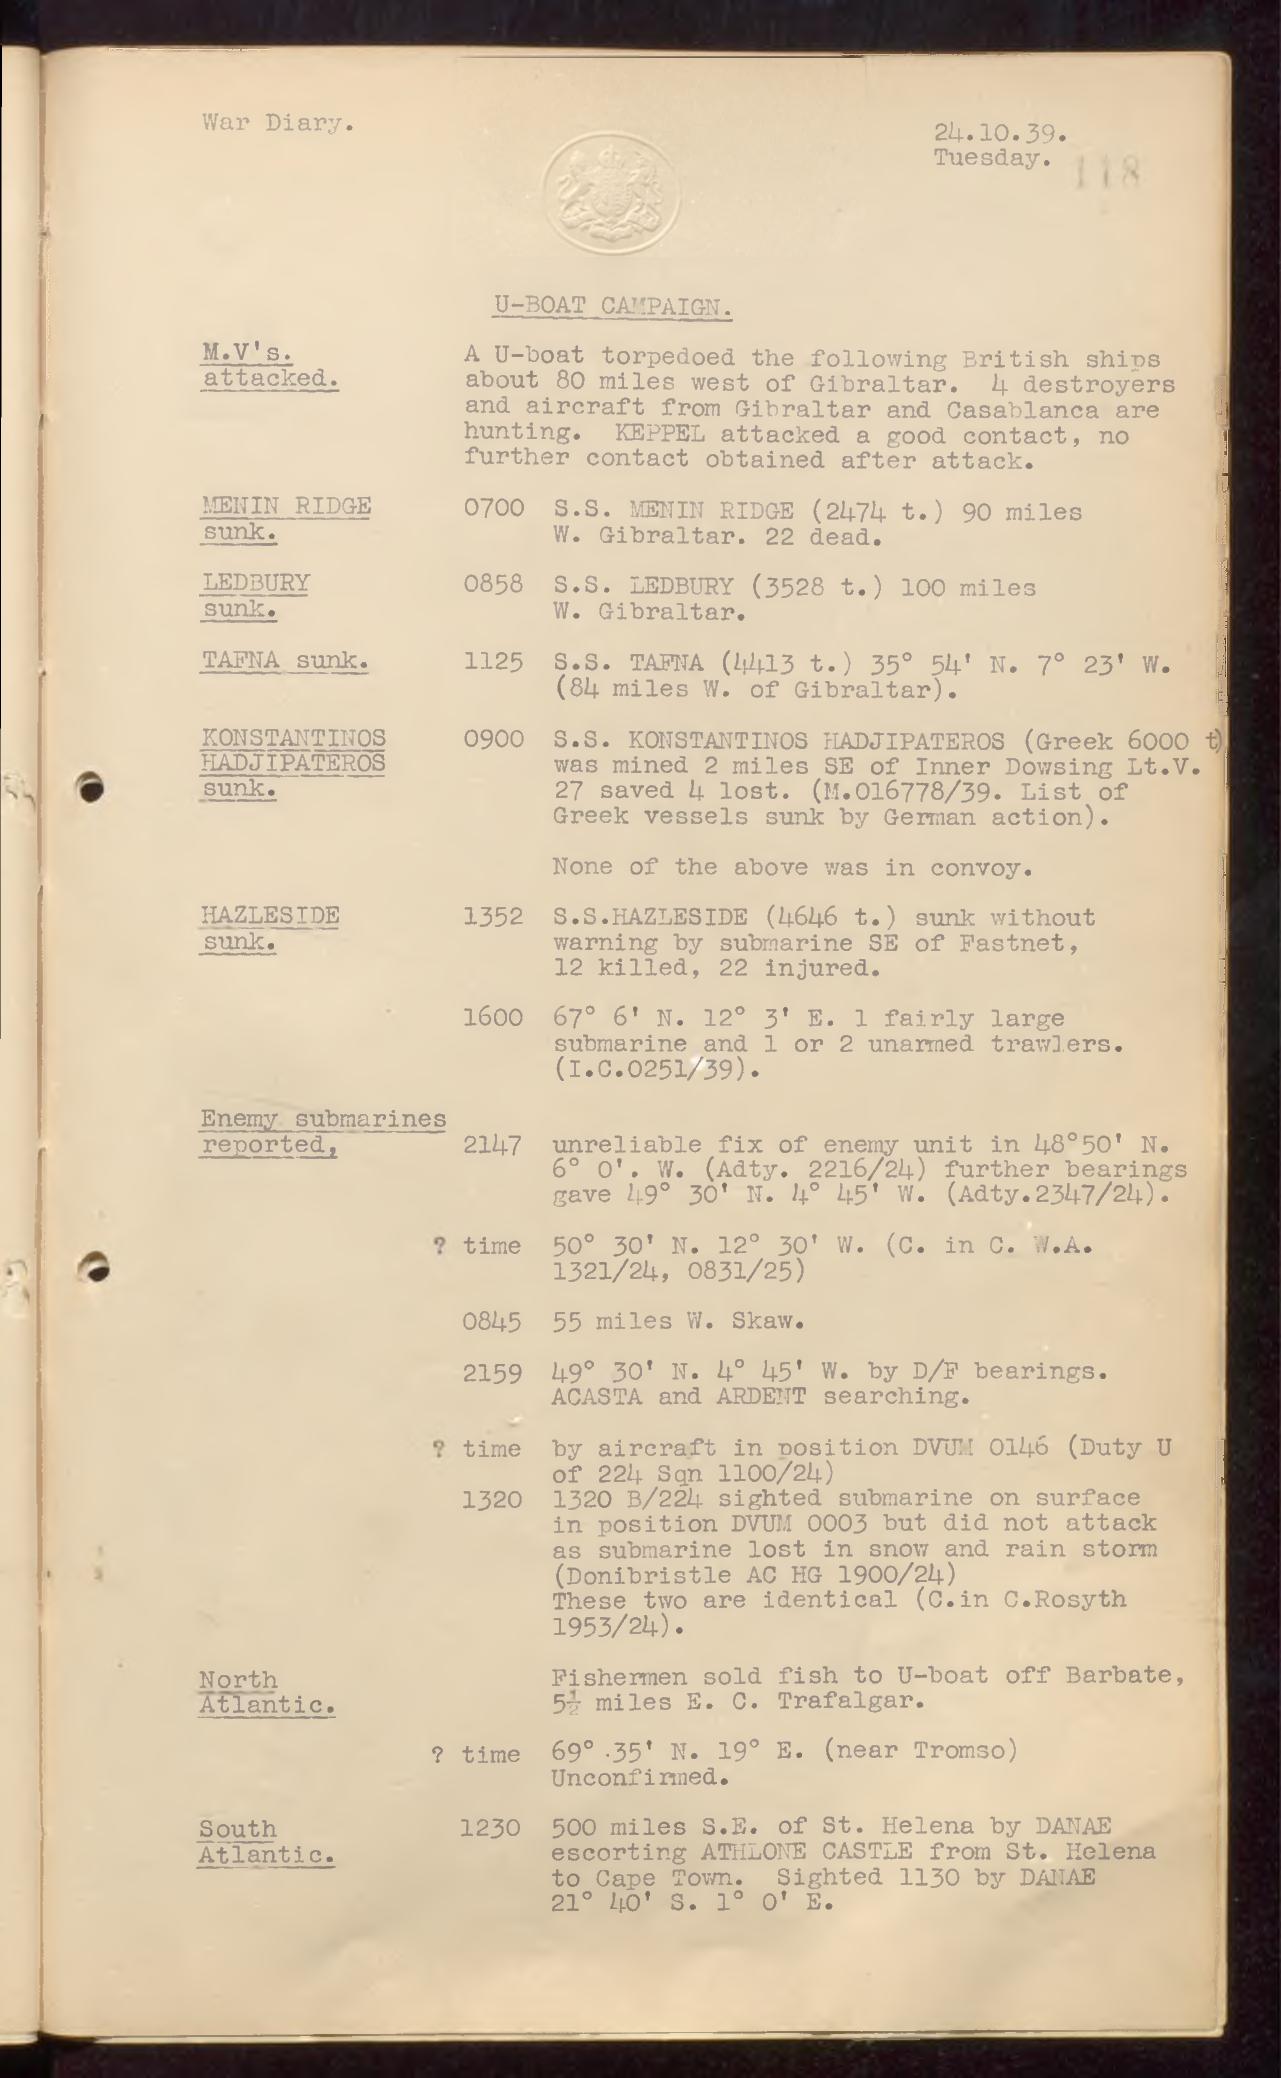 War Diary.
24.10.39.
Tuesday.
118
U-BOAT CAMPAIGN.
M.V's.
attacked.
A U-boat torpedoed the following British ships
about 80 miles west of Gibraltar. 4 destroyers
and aircraft from Gibraltar and Casablanca are
hunting. KEPPEL attacked a good contact, no
further contact obtained after attack.
MENIN RIDGE
sunk.
0700 S.S. MENIN RIDGE (2474 t.) 90 miles
W. Gibraltar. 22 dead.
LEDBURY
sunk.
0858 S.S. LEDBURY (3528 t.) 100 miles
W. Gibraltar.
TAFNA sunk.
1125 S.S. TAFNA (4413 t.) 35° 54' N. 7° 23' W.
(84 miles W. of Gibraltar).
KONSTANTINOS
HADJIPATEROS
sunk.
0900 S.S. KONSTANTINOS HADJIPATEROS (Greek 6000 t)
was mined 2 miles SE of Inner Dowsing Lt.V.
27 saved 4 lost. (M.016778/39. List of
Greek vessels sunk by German action).
None of the above was in convoy.
HAZLESIDE
sunk.
1352 S.S.HAZLESIDE (4646 t.) sunk without
warning by submarine SE of Fastnet,
12 killed, 22 injured.
1600 67° 6' N. 12° 3' E. 1 fairly large
submarine and 1 or 2 unarmed trawlers.
(I.C.0251/39).
Enemy submarines
reported,
2147 unreliable fix of enemy unit in 48°50' N.
6° 0'. W. (Adty. 2216/24) further bearings
gave 49° 30' N. 4° 45' W. (Adty.2347/24).
? time 50° 30' N. 12° 30' W. (C. in C. W.A.
1321/24, 0831/25)
0845 55 miles W. Skaw.
2159 49° 30' N. 4° 45' W. by D/F bearings.
ACASTA and ARDENT searching.
? time by aircraft in position DVUM 0146 (Duty U
of 224 Sqn 1100/24)
1320 1320 B/224 sighted submarine on surface
in position DVUM 0003 but did not attack
as submarine lost in snow and rain storm
(Donibristle AC HG 1900/24)
These two are identical (C.in C.Rosyth
1953/24).
North
Atlantic.
Fishermen sold fish to U-boat off Barbate,
5½ miles E. C. Trafalgar.
? time 69° .35' N. 19° E. (near Tromso)
Unconfirmed.
South
Atlantic.
1230 500 miles S.E. of St. Helena by DANAE
escorting ATHLONE CASTLE from St. Helena
to Cape Town. Sighted 1130 by DANAE
21° 40' S. 1° 0' E.